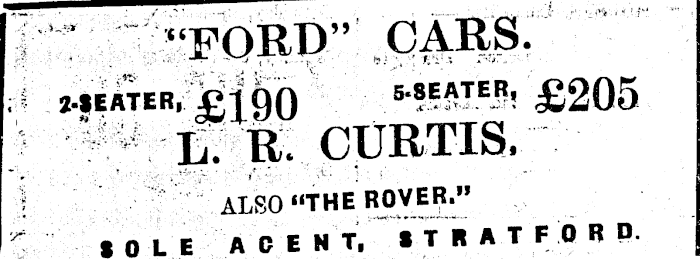 "FORD" CARS.
2-SEATER, £190 5-SEATER, £205
L. R. CURTIS,
ALSO "THE ROVER."
SOLE AGENT, STRATFORD.